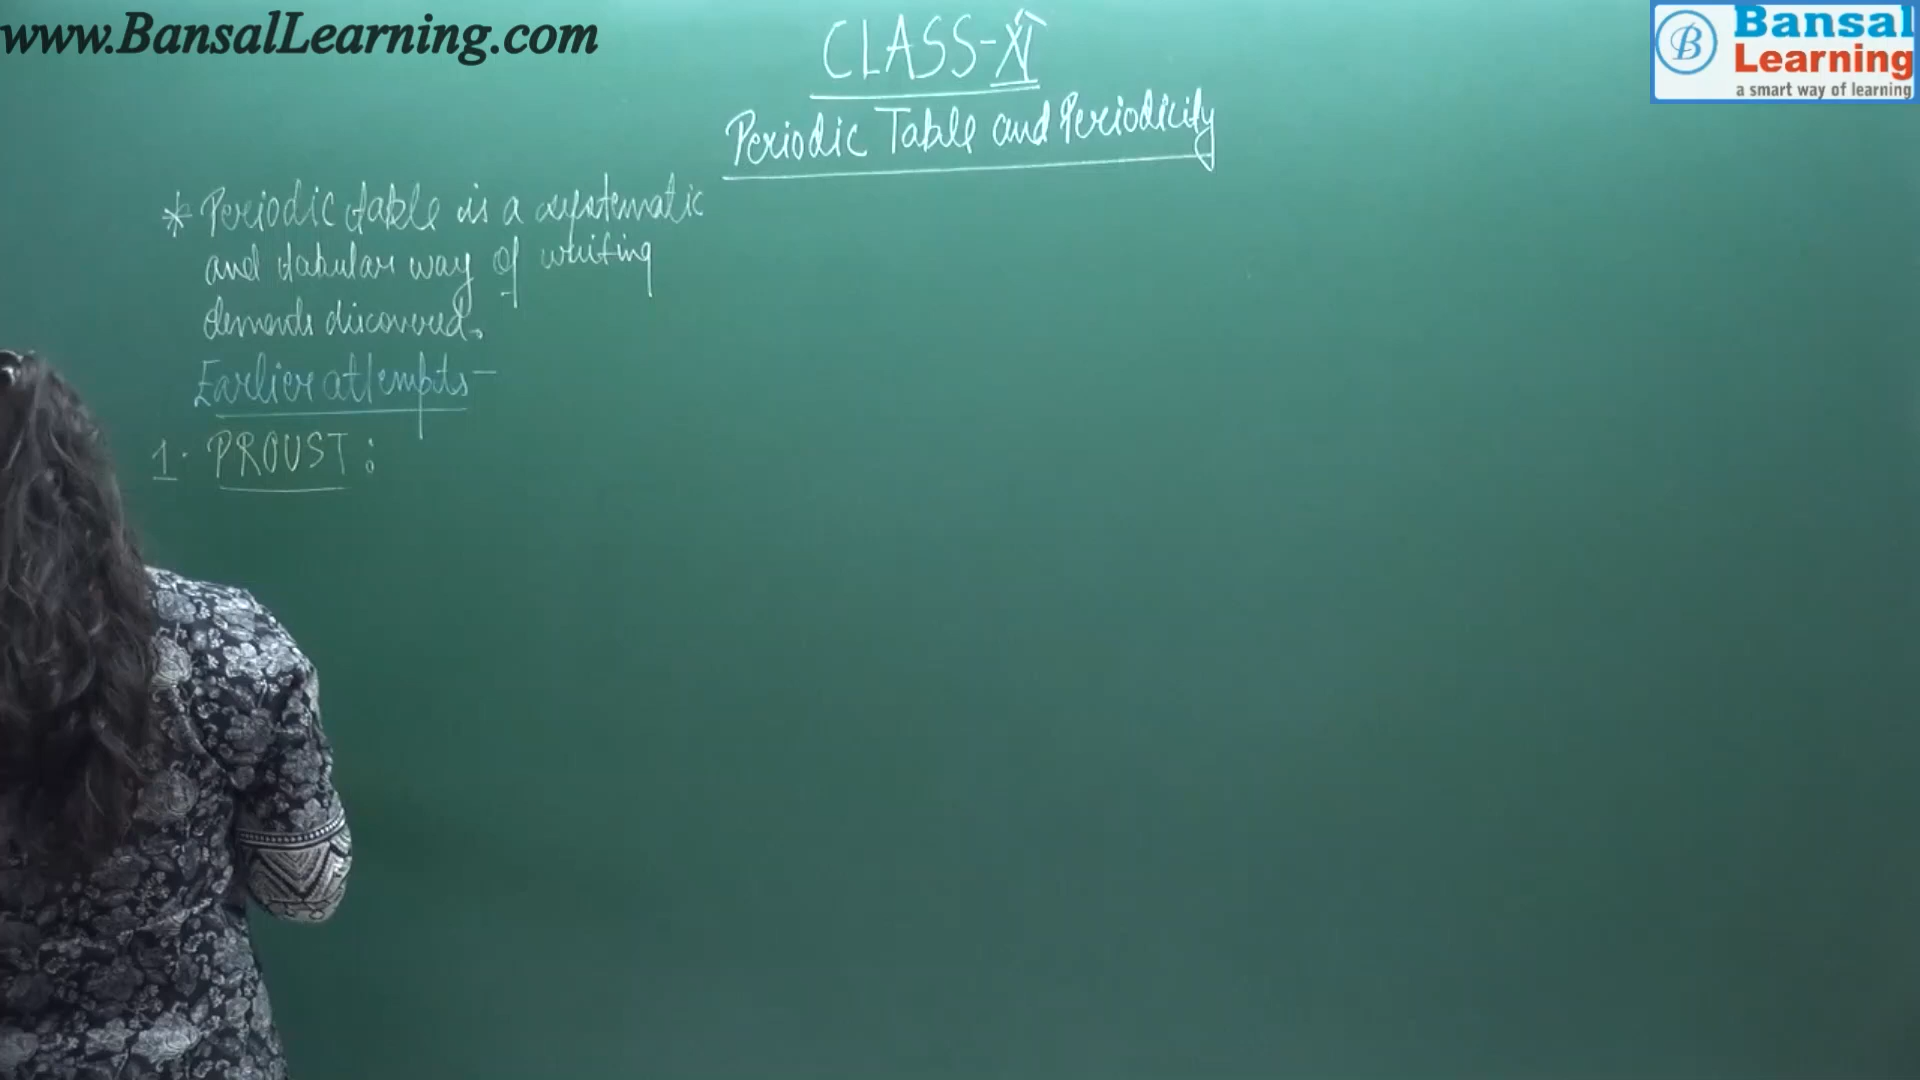 www.BansalLearning.com
Bansal
Learning
a smart way of learning
CLASS-XI
Periodic Table and Periodicity
* Periodic table is a systematic
and tabular way of writing
elements discovered.
Earlier attempts-
1. PROUST: